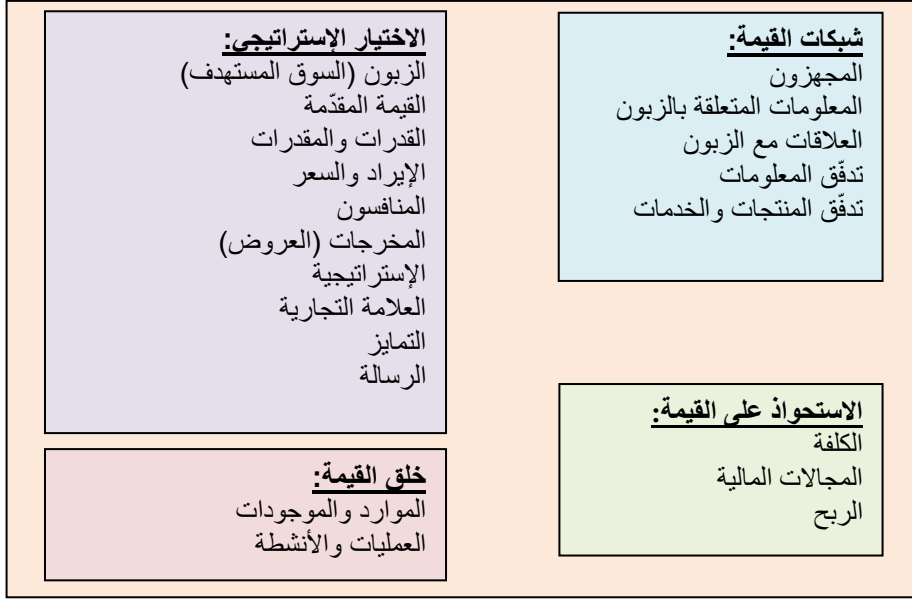 شبكات القيمة:
المجهزون
المعلومات المتعلقة بالزبون
العلاقات مع الزبون
تدفّق المعلومات
تدفّق المنتجات والخدمات
الاختيار الإستراتيجي:
الزبون (السوق المستهدف)
القيمة المقدّمة
القدرات والمقدرات
الإيراد والسعر
المنافسون
المخرجات (العروض)
الإستراتيجية
العلامة التجارية
التمايز
الرسالة
الاستحواذ على القيمة:
الكلفة
المجالات المالية
الربح
خلق القيمة:
الموارد والموجودات
العمليات والأنشطة